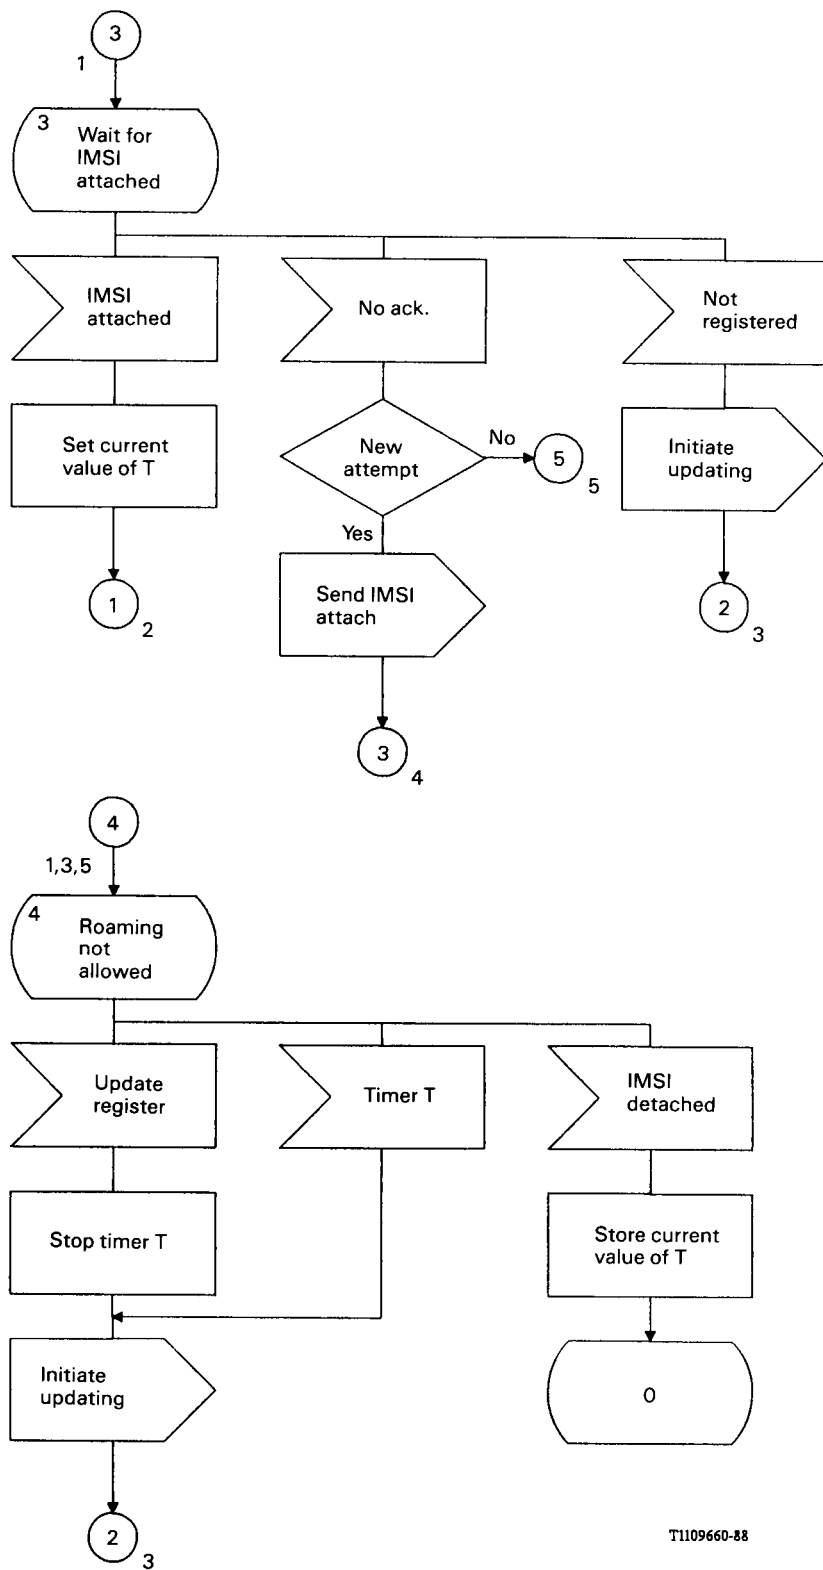 3
1
3
Wait for
IMSI
attached
IMSI
attached
No ack.
Not
registered
Set current
value of T
New
attempt
No
5
5
Initiate
updating
Yes
1
2
Send IMSI
attach
2
3
3
4
4
1,3,5
4
Roaming
not
allowed
Update
register
Timer T
IMSI
detached
Stop timer T
Store current
value of T
Initiate
updating
0
2
3
T1109660-88